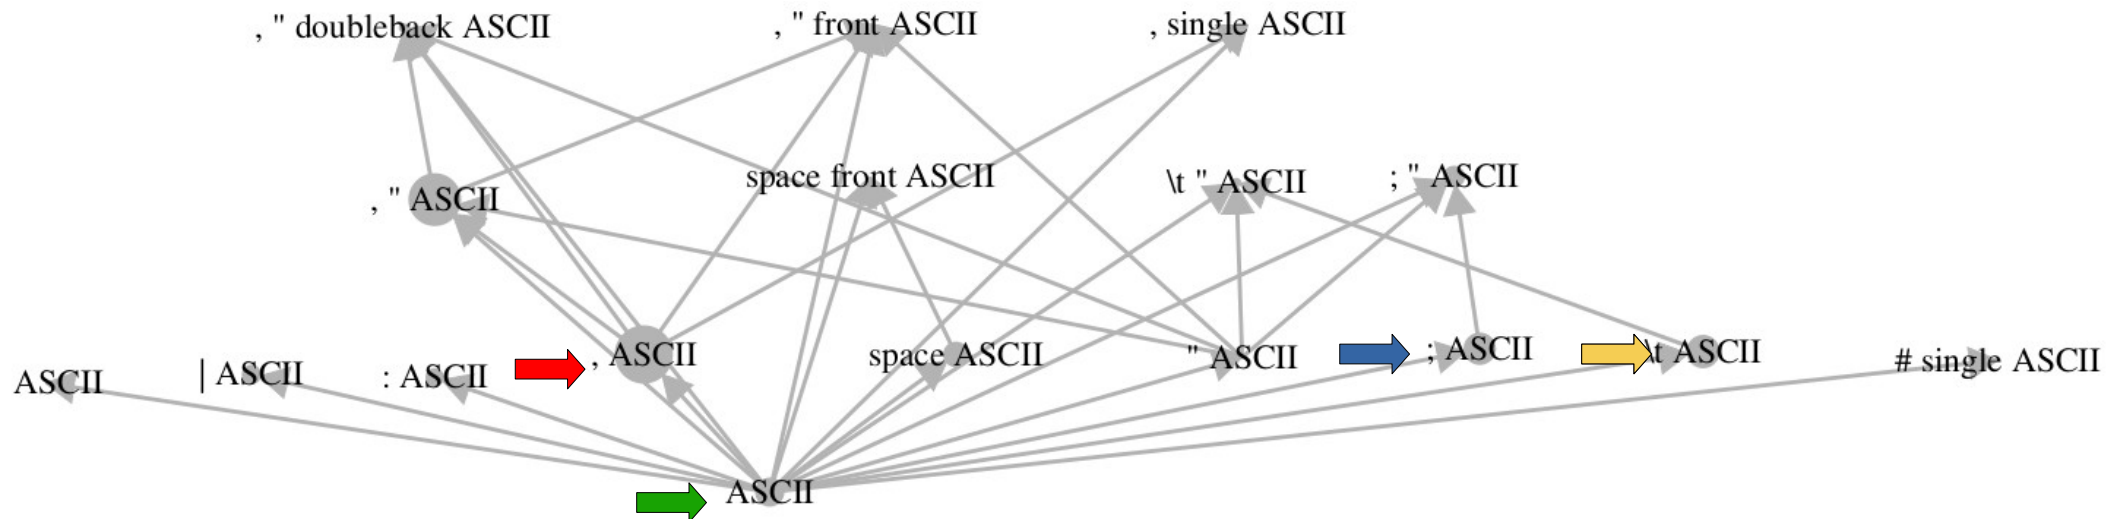 , " doubleback ASCII
, " front ASCII
, single ASCII
, " ASCII
space front ASCII
\t " ASCII
; " ASCII
ASCII
| ASCII
: ASCII
, ASCII
space ASCII
" ASCII
; ASCII
\t ASCII
# single ASCII
ASCII